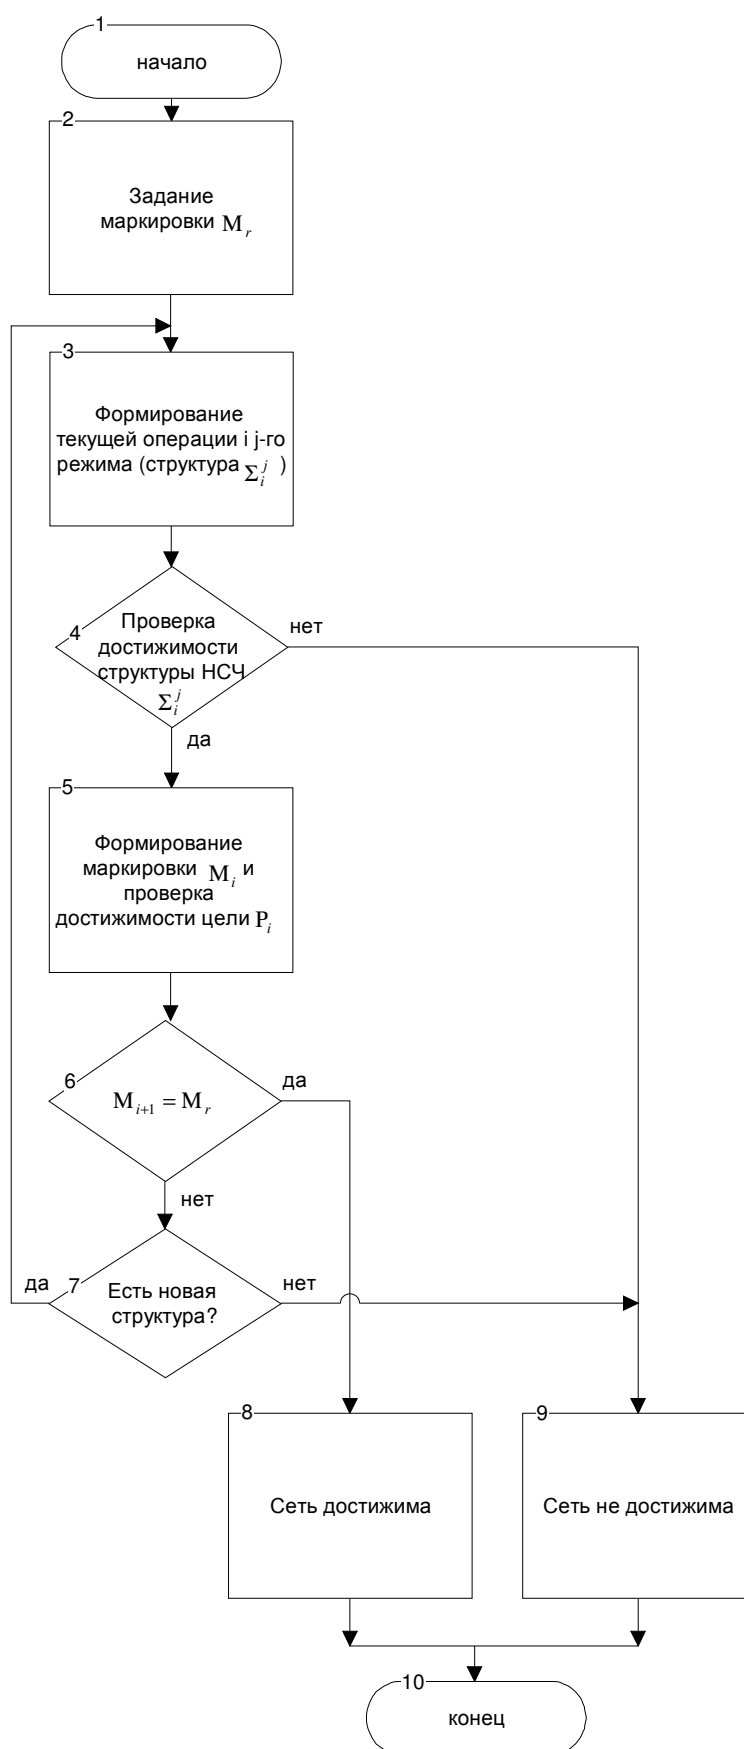 1
начало
2
Задание
маркировки M_r
3
Формирование
текущей операции i j-го
режима (структура Σ_i^j )
4
Проверка
достижимости
структуры НСЧ
Σ_i^j
нет
да
5
Формирование
маркировки M_i и
проверка
достижимости цели P_i
6
M_{i+1} = M_r
да
нет
да
7
Есть новая
структура?
нет
8
Сеть достижима
9
Сеть не достижима
10
конец